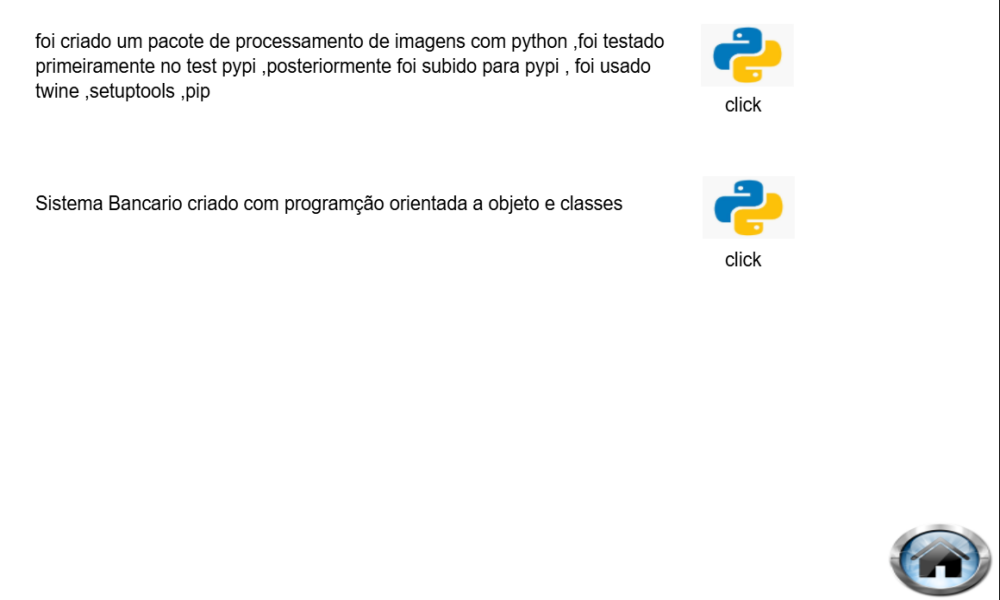 foi criado um pacote de processamento de imagens com python ,foi testado
primeiramente no test pypi ,posteriormente foi subido para pypi , foi usado
twine ,setuptools ,pip
click
Sistema Bancario criado com programção orientada a objeto e classes
click